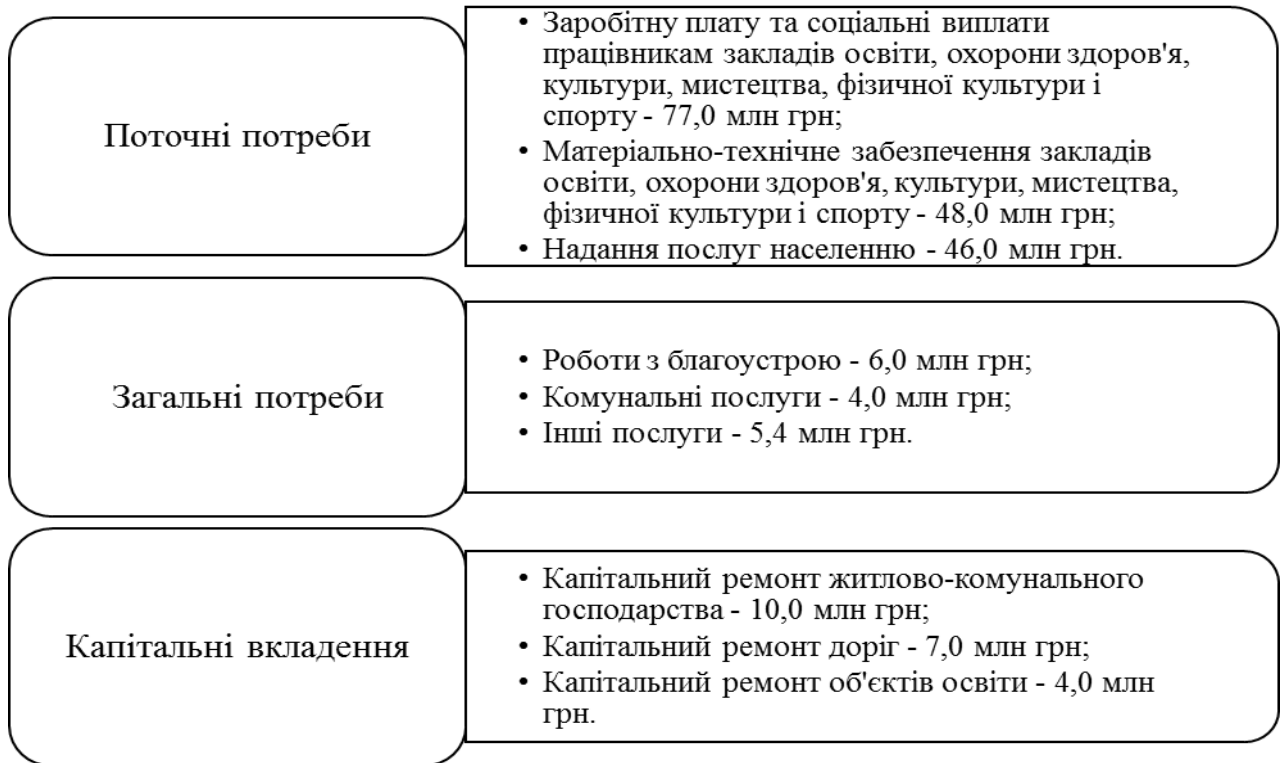 Поточні потреби
• Заробітну плату та соціальні виплати
працівникам закладів освіти, охорони здоров'я,
культури, мистецтва, фізичної культури і
спорту - 77,0 млн грн;
• Матеріально-технічне забезпечення закладів
освіти, охорони здоров'я, культури, мистецтва,
фізичної культури і спорту - 48,0 млн грн;
• Надання послуг населенню - 46,0 млн грн.
Загальні потреби
• Роботи з благоустрою - 6,0 млн грн;
• Комунальні послуги - 4,0 млн грн;
• Інші послуги - 5,4 млн грн.
Капітальні вкладення
• Капітальний ремонт житлово-комунального
господарства - 10,0 млн грн;
• Капітальний ремонт доріг - 7,0 млн грн;
• Капітальний ремонт об'єктів освіти - 4,0 млн
грн.